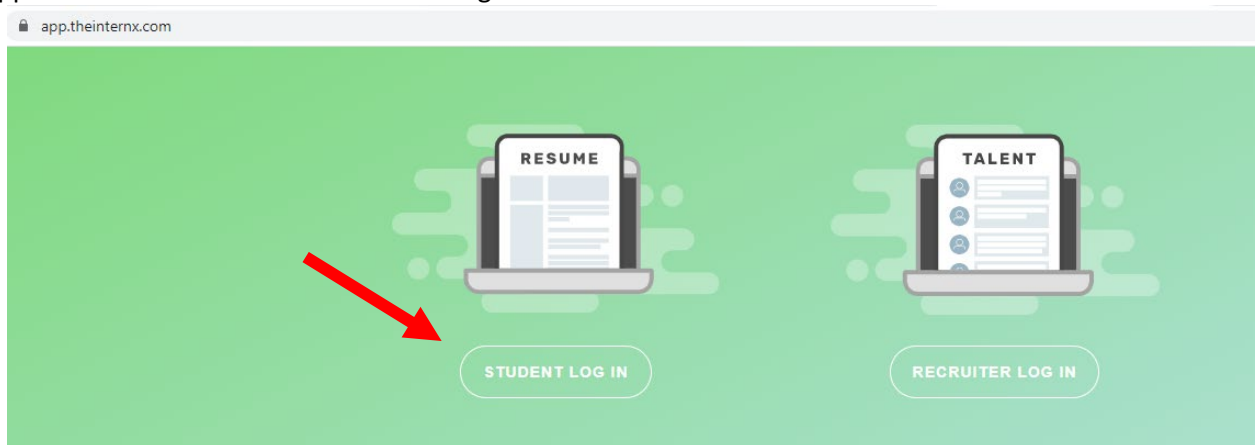 app.theinternx.com
RESUME
TALENT
STUDENT LOG IN
RECRUITER LOG IN